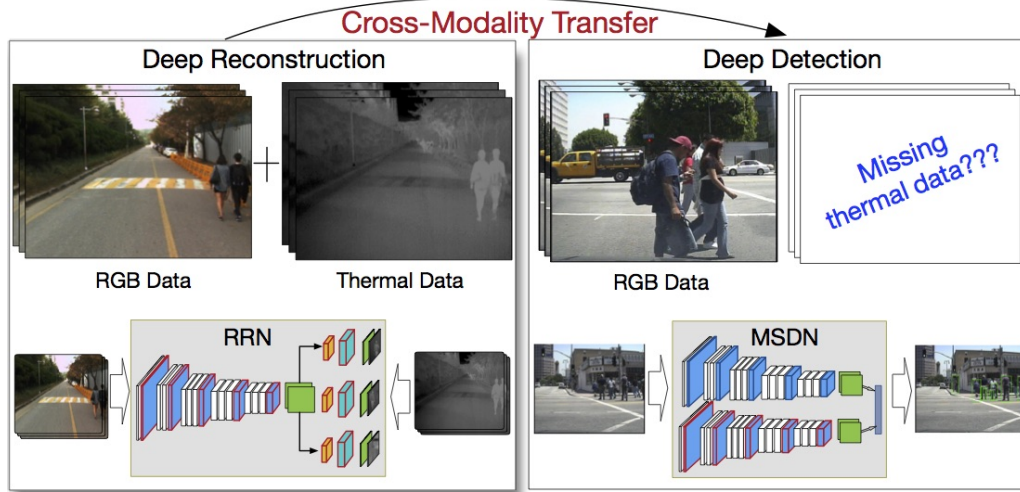 Cross-Modality Transfer
Deep Reconstruction
RGB Data
Thermal Data
RRN
Deep Detection
Missing
thermal data???
RGB Data
MSDN